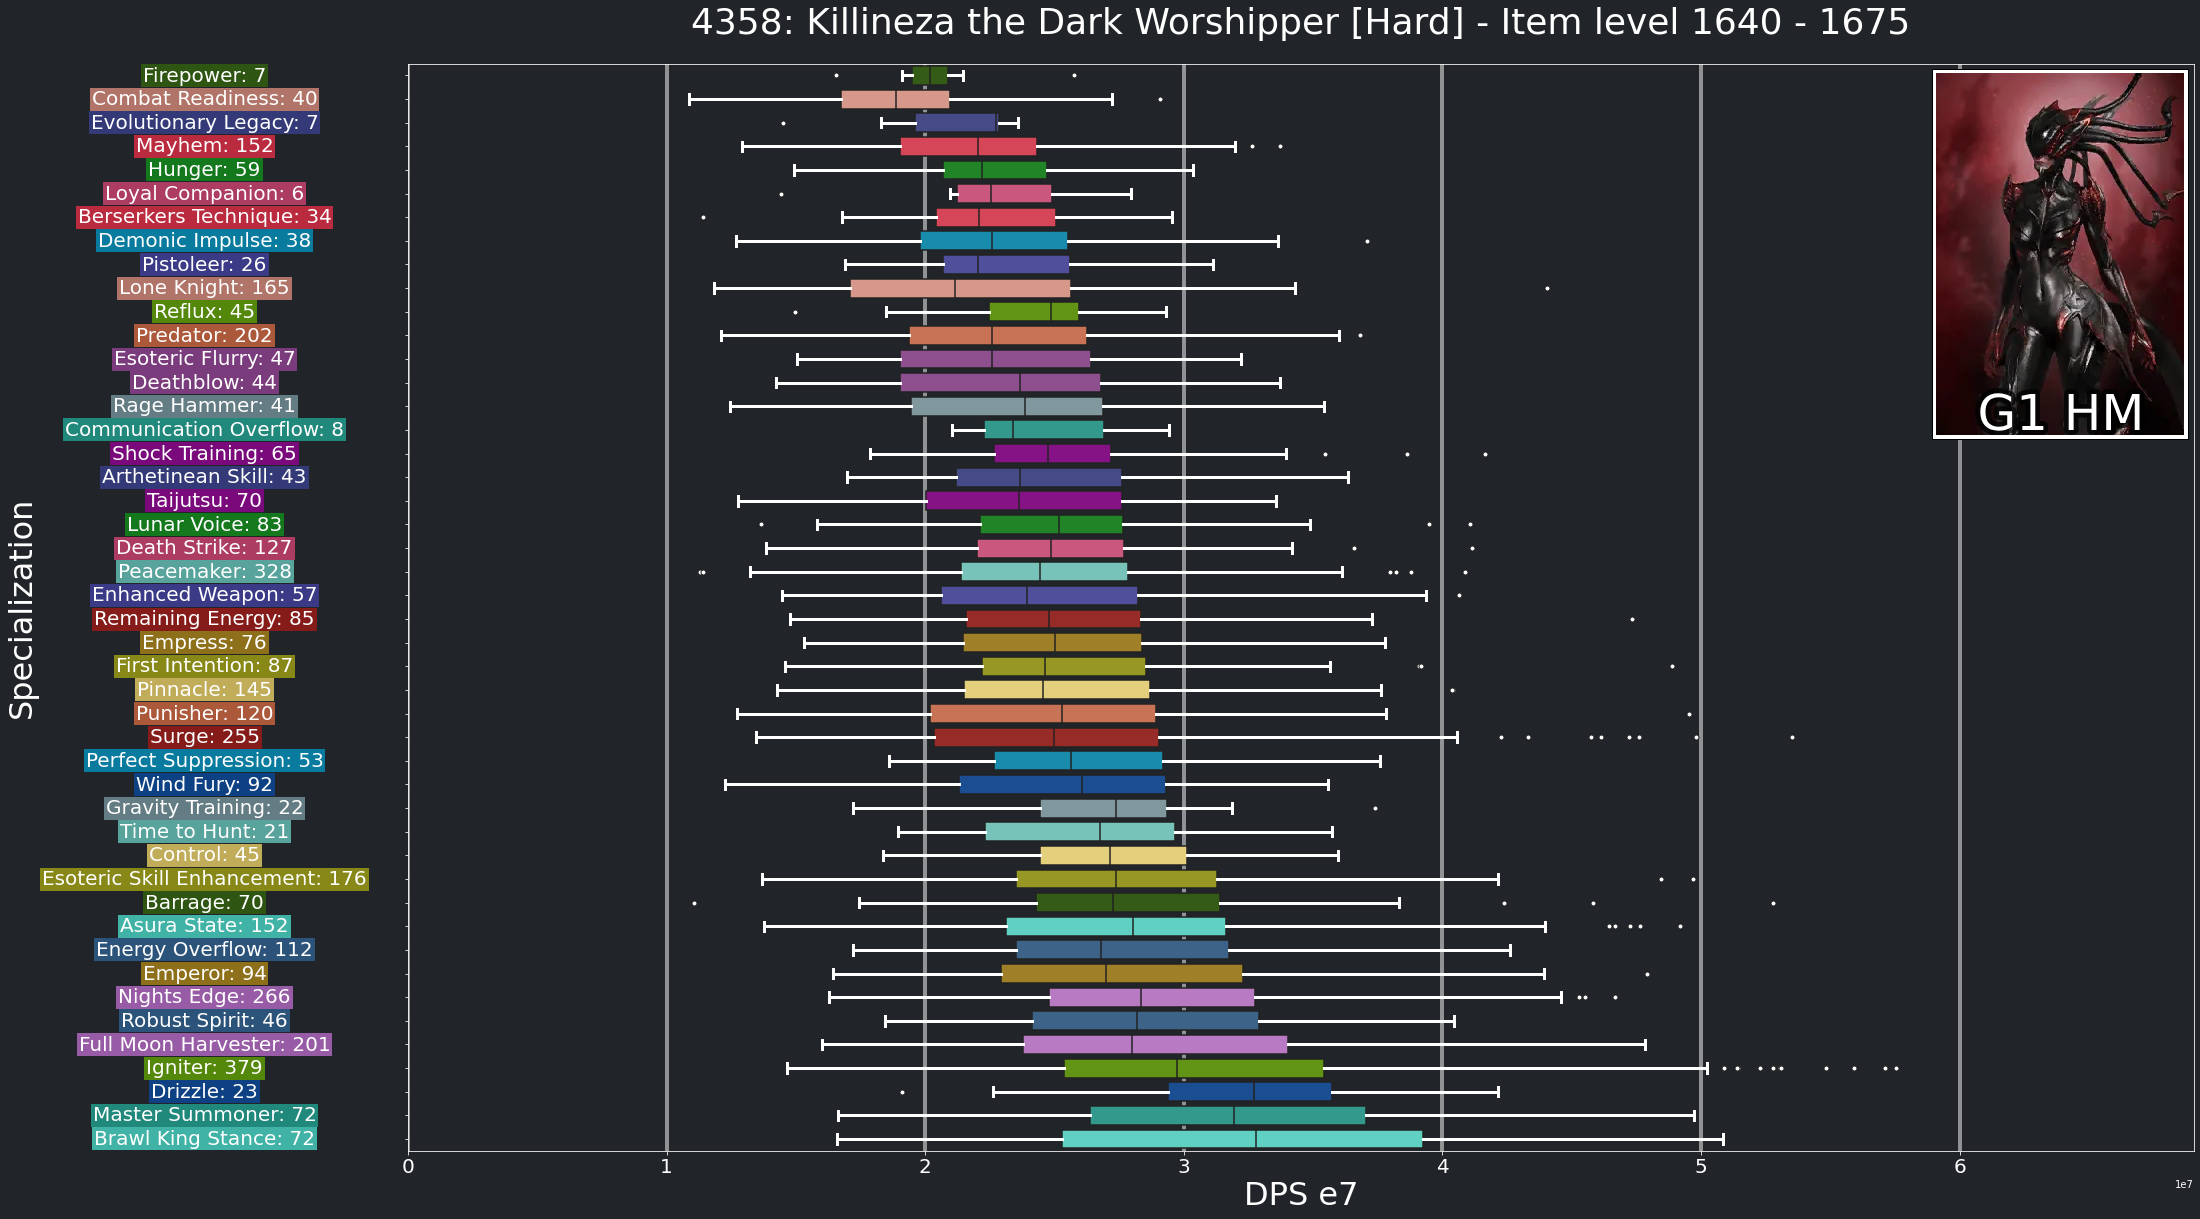 4358: Killineza the Dark Worshipper [Hard] - Item level 1640 - 1675
Firepower: 7
Combat Readiness: 40
Evolutionary Legacy: 7
Mayhem: 152
Hunger: 59
Loyal Companion: 6
Berserkers Technique: 34
Demonic Impulse: 38
Pistoleer: 26
Lone Knight: 165
Reflux: 45
Predator: 202
Esoteric Flurry: 47
Deathblow: 44
Rage Hammer: 41
Communication Overflow: 8
Shock Training: 65
Arthetinean Skill: 43
Taijutsu: 70
Lunar Voice: 83
Death Strike: 127
Peacemaker: 328
Enhanced Weapon: 57
Remaining Energy: 85
Empress: 76
First Intention: 87
Pinnacle: 145
Punisher: 120
Surge: 255
Perfect Suppression: 53
Wind Fury: 92
Gravity Training: 22
Time to Hunt: 21
Control: 45
Esoteric Skill Enhancement: 176
Barrage: 70
Asura State: 152
Energy Overflow: 112
Emperor: 94
Nights Edge: 266
Robust Spirit: 46
Full Moon Harvester: 201
Igniter: 379
Drizzle: 23
Master Summoner: 72
Brawl King Stance: 72
Specialization
G1 HM
0 1 2 3 4 5 6
DPS e7
1e7